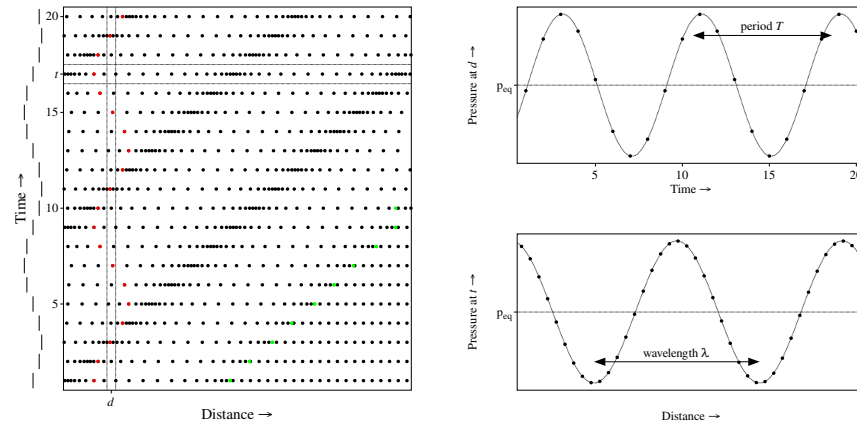 20
t
15
10
5
Time →
d
Distance →
Pressure at d →
p_eq
period T
5
10
15
20
Time →
Pressure at t →
p_eq
wavelength λ
Distance →